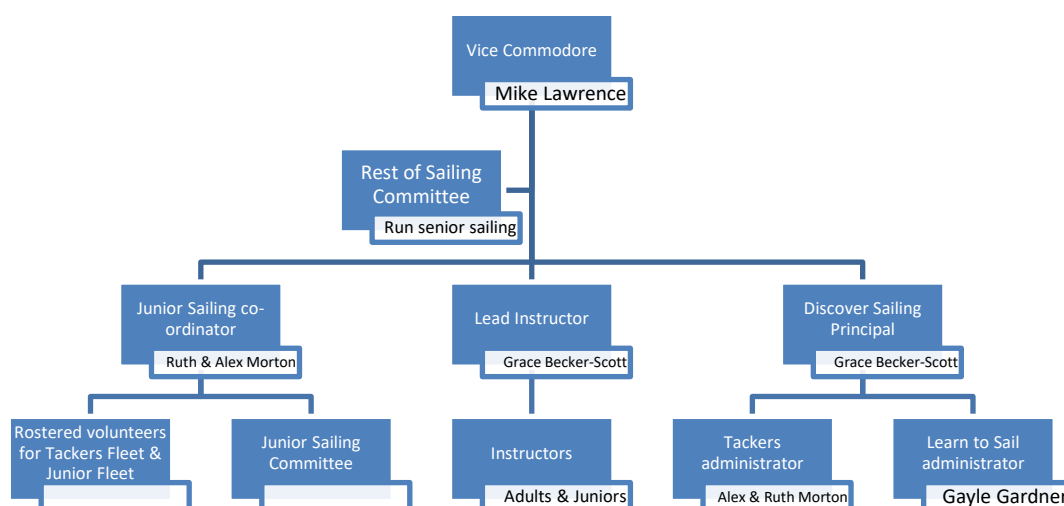 Vice Commodore
Mike Lawrence
Rest of Sailing
Committee
Run senior sailing
Junior Sailing co-
ordinator
Ruth & Alex Morton
Lead Instructor
Grace Becker-Scott
Discover Sailing
Principal
Grace Becker-Scott
Rostered volunteers
for Tackers Fleet &
Junior Fleet
Junior Sailing
Committee
Instructors
Adults & Juniors
Tackers
administrator
Alex & Ruth Morton
Learn to Sail
administrator
Gayle Gardner